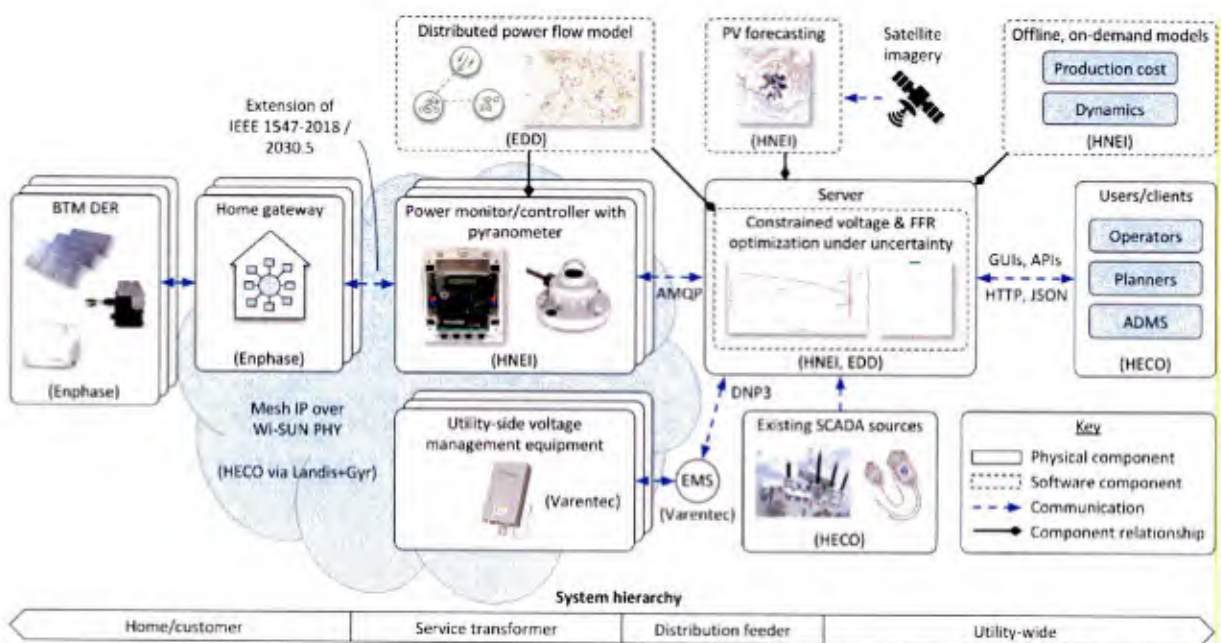 Distributed power flow model
(EDD)
PV forecasting
(HNEI)
Satellite
imagery
Offline, on-demand models
Production cost
Dynamics
(HNEI)
Extension of
IEEE 1547-2018 /
2030.5
BTM DER
(Enphase)
Home gateway
(Enphase)
Power monitor/controller with
pyranometer
(HNEI)
AMQP
Server
Constrained voltage & FFR
optimization under uncertainty
(HNEI, EDD)
GUIs, APIs
HTTP, JSON
Users/clients
Operators
Planners
ADMS
(HECO)
Mesh IP over
Wi-SUN PHY
(HECO via Landis+Gyr)
Utility-side voltage
management equipment
(Varentec)
DNP3
EMS
(Varentec)
Existing SCADA sources
(HECO)
Key
Physical component
Software component
Communication
Component relationship
System hierarchy
Home/customer
Service transformer
Distribution feeder
Utility-wide